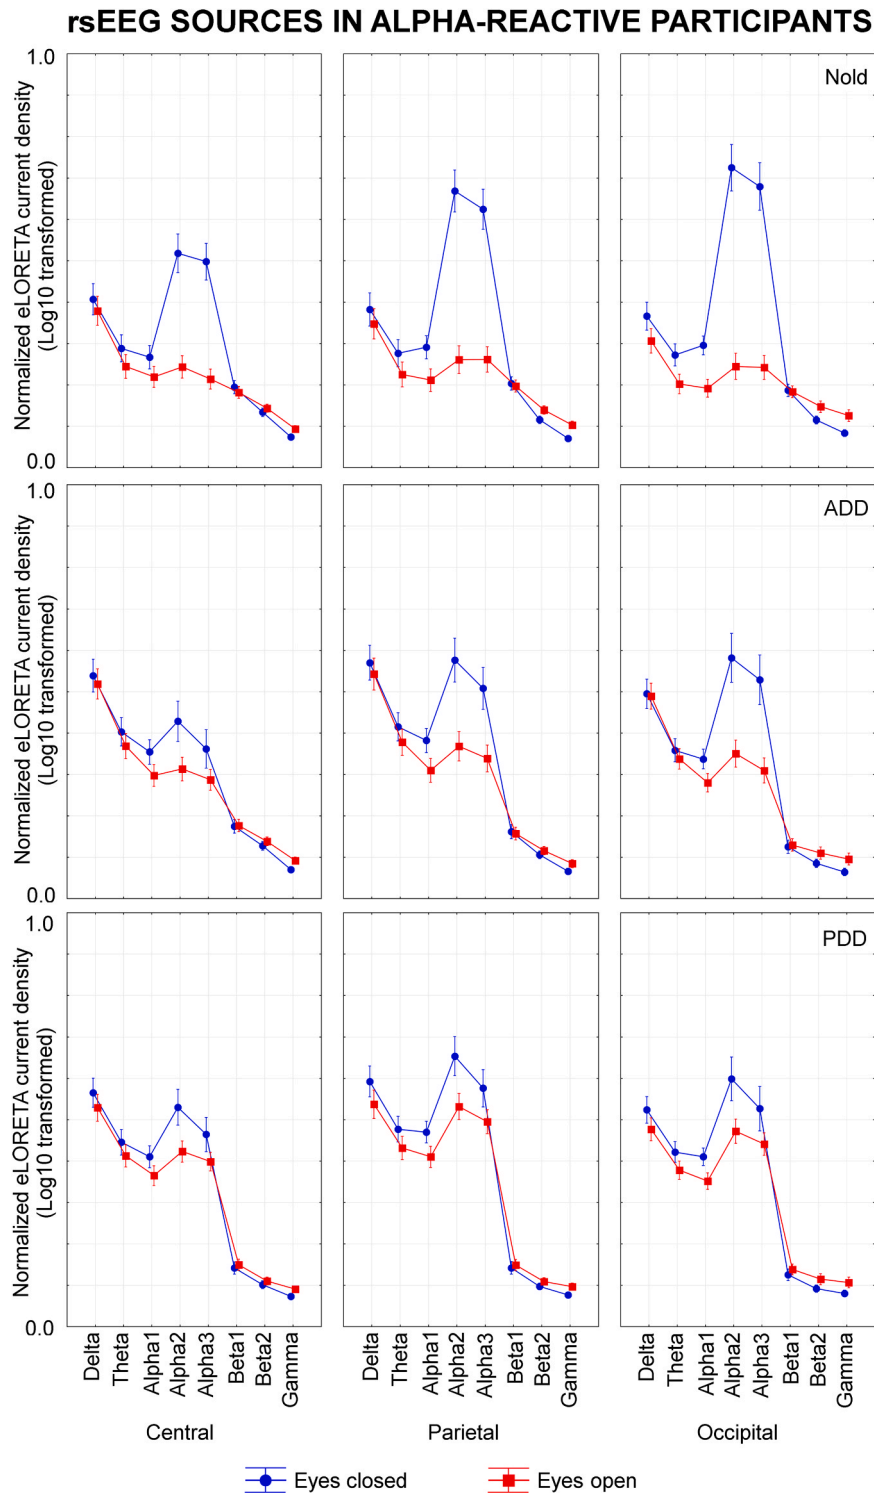 rsEEG SOURCES IN ALPHA-REACTIVE PARTICIPANTS
Normalized eLORETA current density
(Log10 transformed)
1.0
0.0
Nold
Normalized eLORETA current density
(Log10 transformed)
1.0
0.0
ADD
Normalized eLORETA current density
(Log10 transformed)
1.0
0.0
PDD
Delta
Theta
Alpha1
Alpha2
Alpha3
Beta1
Beta2
Gamma
Delta
Theta
Alpha1
Alpha2
Alpha3
Beta1
Beta2
Gamma
Delta
Theta
Alpha1
Alpha2
Alpha3
Beta1
Beta2
Gamma
Central
Parietal
Occipital
Eyes closed
Eyes open